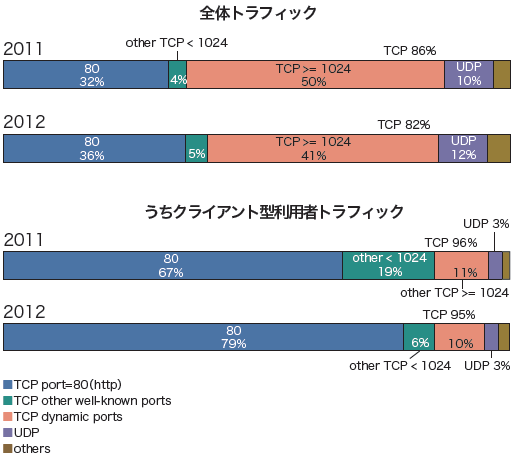 全体トラフィック
2011
other TCP < 1024
TCP 86%
80
32%
4%
TCP >= 1024
50%
UDP
10%
2012
TCP 82%
80
36%
5%
TCP >= 1024
41%
UDP
12%
うちクライアント型利用者トラフィック
2011
TCP 96%
UDP 3%
80
67%
other < 1024
19%
11%
other TCP >= 1024
2012
TCP 95%
80
79%
6%
10%
other TCP < 1024
UDP 3%
TCP port=80(http)
TCP other well-known ports
TCP dynamic ports
UDP
others